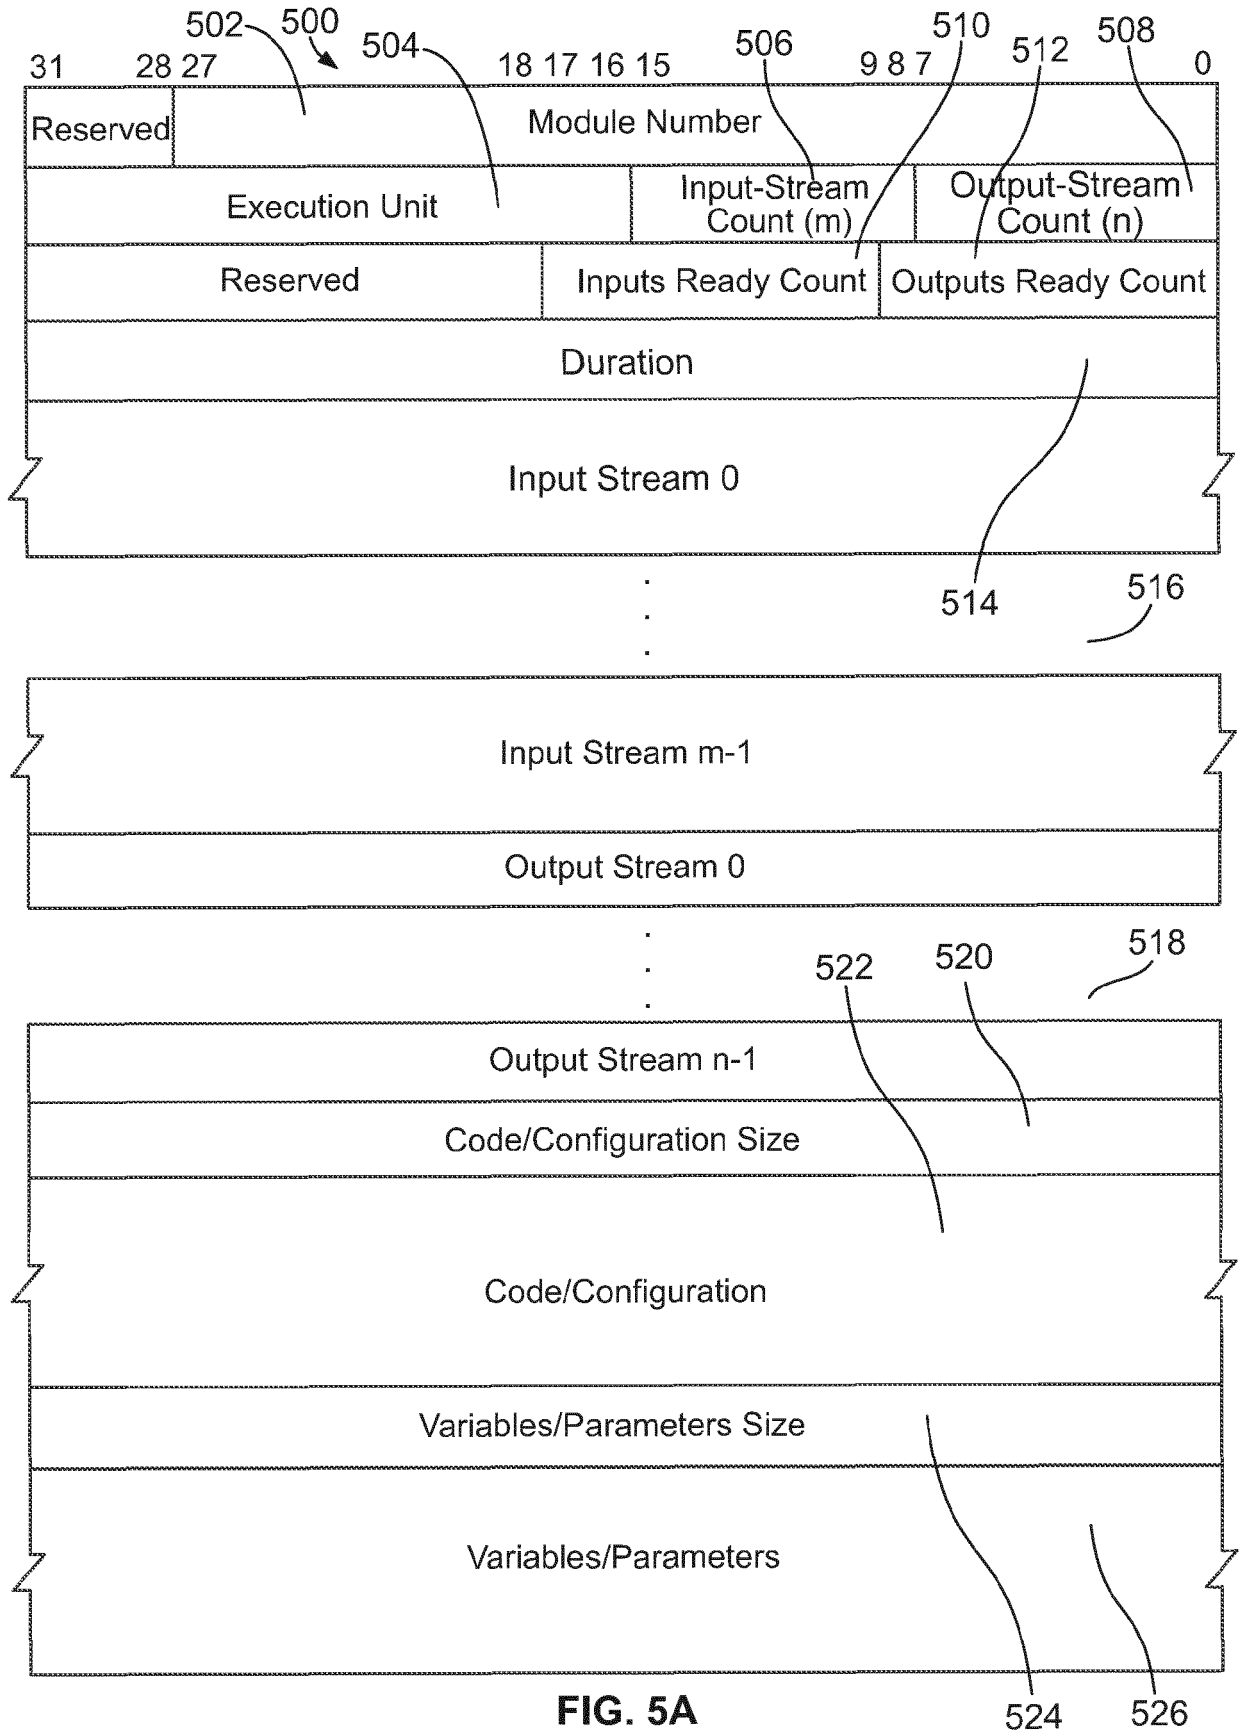 502 500 504 506 510 512 508
31 28 27 18 17 16 15 9 8 7 0
Reserved Module Number
Execution Unit Input-Stream Count (m) Output-Stream Count (n)
Reserved Inputs Ready Count Outputs Ready Count
Duration
Input Stream 0
514 516
Input Stream m-1
Output Stream 0
522 520 518
Output Stream n-1
Code/Configuration Size
Code/Configuration
Variables/Parameters Size
Variables/Parameters
FIG. 5A 524 526